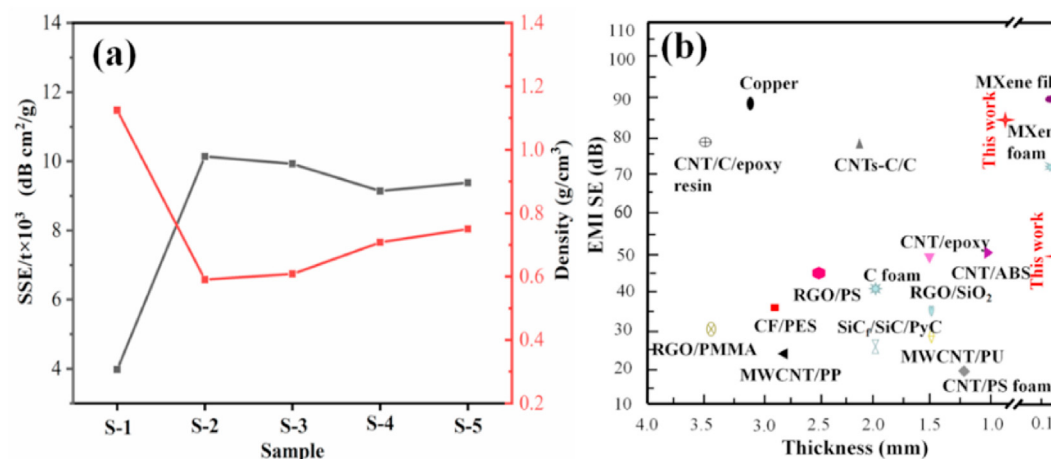 (a)
14
12
10
8
6
4
SSE/t×10³ (dB cm²/g)
S-1 S-2 S-3 S-4 S-5
Sample
1.4
1.2
1.0
0.8
0.6
0.4
0.2
Density (g/cm³)
(b)
110
100
90
80
70
60
50
40
30
20
10
EMI SE (dB)
Copper
MXene fil
This work
MXen
foam
CNT/C/epoxy
resin
CNTs-C/C
CNT/epoxy
CNT/ABS
This work
C foam
RGO/PS
RGO/SiO₂
CF/PES
SiCf/SiC/PyC
RGO/PMMA
MWCNT/PP
MWCNT/PU
CNT/PS foam
4.0 3.0 2.5 2.0 1.5 1.0 0.1
Thickness (mm)